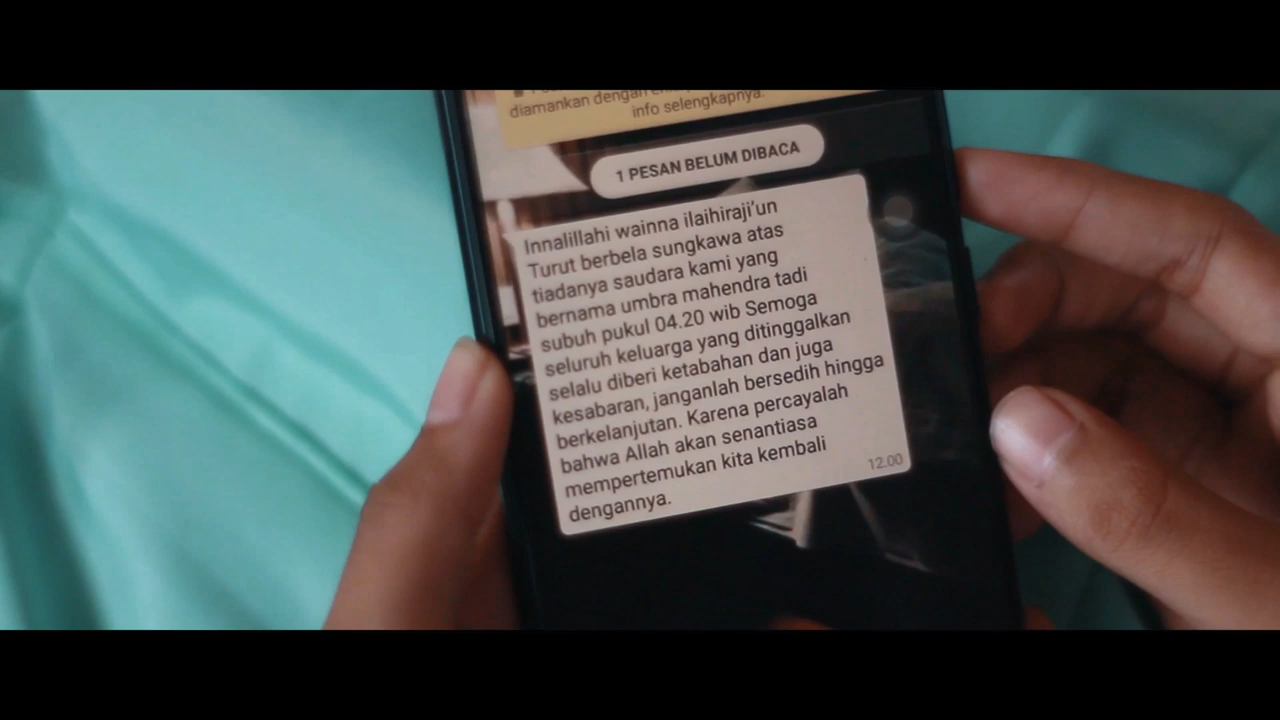 diamankan dengan
info selengkapnya.
1 PESAN BELUM DIBACA
Innalillahi wainna ilaihiraji'un
Turut berbela sungkawa atas
tiadanya saudara kami yang
bernama umbra mahendra tadi
subuh pukul 04.20 wib Semoga
seluruh keluarga yang ditinggalkan
selalu diberi ketabahan dan juga
kesabaran, janganlah bersedih hingga
berkelanjutan. Karena percayalah
bahwa Allah akan senantiasa
mempertemukan kita kembali
dengannya.
12.00